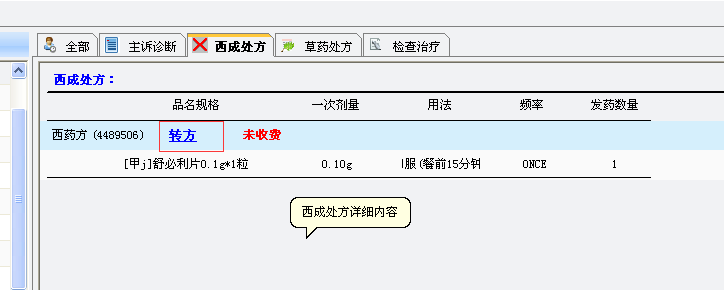 全部 主诉诊断 西成处方 草药处方 检查治疗
西成处方：
品名规格 一次剂量 用法 频率 发药数量
西药方 (4489506) 转方 未收费
[甲j]舒必利片0.1g*1粒 0.10g 服(餐前15分钟 ONCE 1
西成处方详细内容